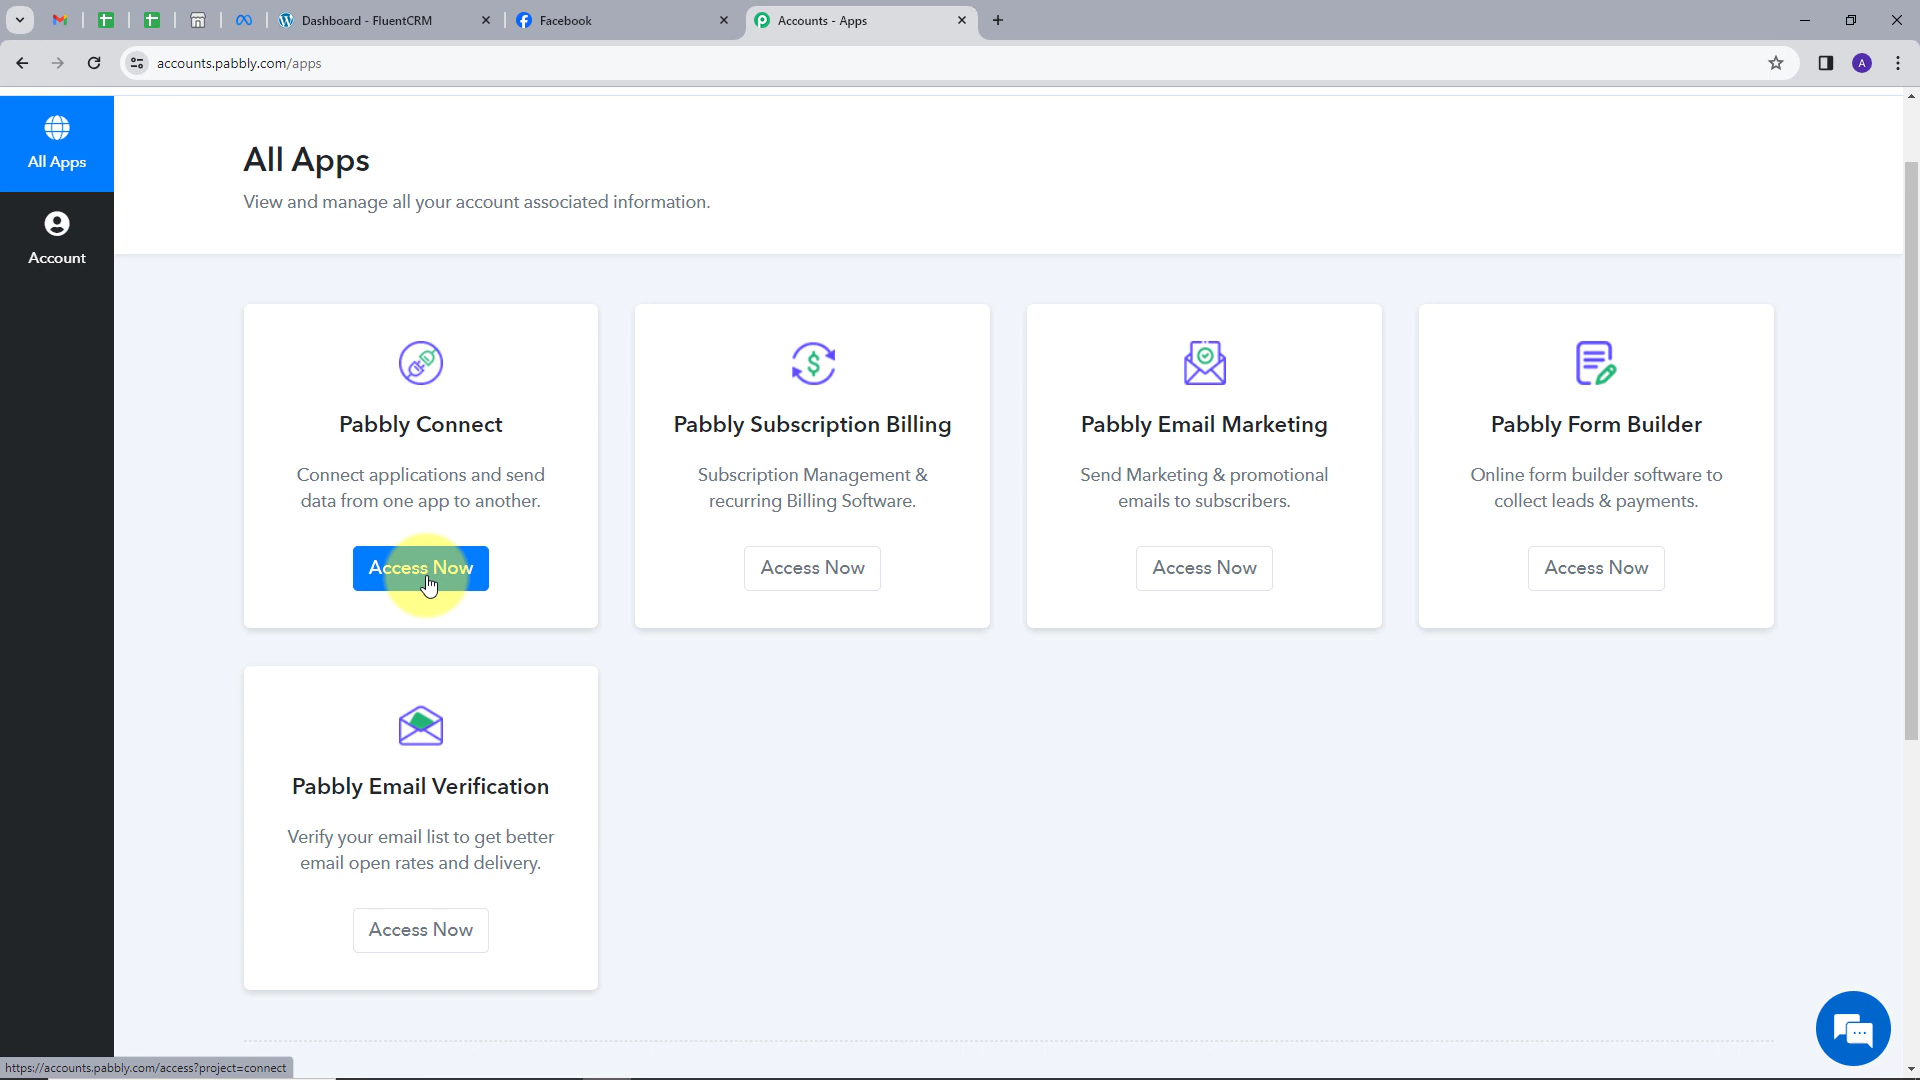 Dashboard - FluentCRM
Facebook
Accounts - Apps
accounts.pabbly.com/apps
A
All Apps
Account
All Apps
View and manage all your account associated information.
Pabbly Connect
Connect applications and send
data from one app to another.
Access Now
Pabbly Subscription Billing
Subscription Management &
recurring Billing Software.
Access Now
Pabbly Email Marketing
Send Marketing & promotional
emails to subscribers.
Access Now
Pabbly Form Builder
Online form builder software to
collect leads & payments.
Access Now
Pabbly Email Verification
Verify your email list to get better
email open rates and delivery.
Access Now
https://accounts.pabbly.com/access?project=connect